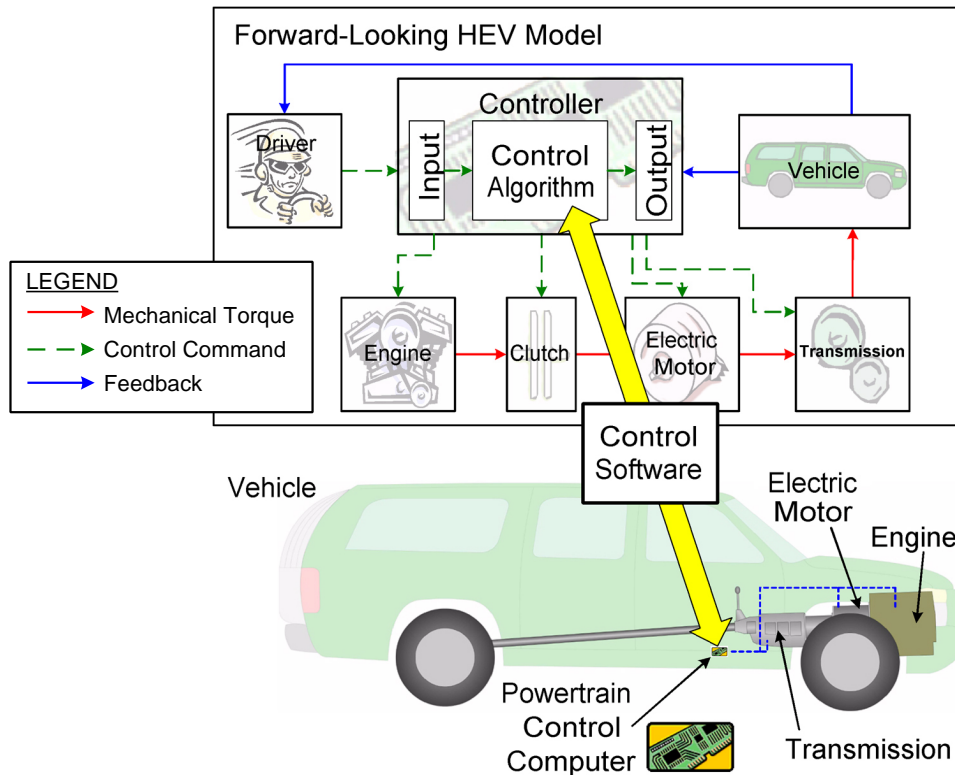 Forward-Looking HEV Model
Driver
Controller
Input
Control
Algorithm
Output
Vehicle
LEGEND
Mechanical Torque
Control Command
Feedback
Engine
Clutch
Electric
Motor
Transmission
Control
Software
Vehicle
Electric
Motor
Engine
Powertrain
Control
Computer
Transmission